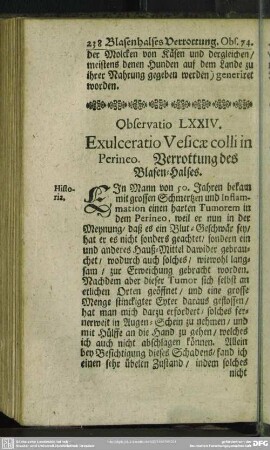 238 Blasenhalses Verrottung. Obs. 74.
der Molcken von Käsen und dergleichen/
meistens denen Hunden auf dem Lande zu
ihrer Nahrung gegeben werden) generiret
worden.
Observatio LXXIV.
Exulceratio Vesicæ colli in
Perineo. Verrottung des
Blasen-Halses.
Histo-
ria.
EIn Mann von 50. Jahren bekam
mit grossen Schmertzen und Inflam-
mation einen harten Tumorem in
dem Perineo, weil er nun in der
Meynung/ daß es ein Blut-Geschwär sey/
hat er es nicht sonders geachtet/ sondern ein
und anderes Hauß-Mittel dawider gebrau-
chet/ wodurch auch solches/ wiewohl lang-
sam/ zur Erweichung gebracht worden.
Nachdem aber dieser Tumor sich selbst an
etlichen Orten geöffnet/ und eine grosse
Menge stinckigter Eyter daraus geflossen/
hat man mich darzu erfordert/ solches fer-
nerweit in Augen-Schein zu nehmen/ und
mit Hülffe an die Hand zu gehen/ welches
ich auch nicht abschlagen können. Allein
bey Besichtigung dieses Schadens/ fand ich
einen sehr übelen Zustand/ indem solches
nicht